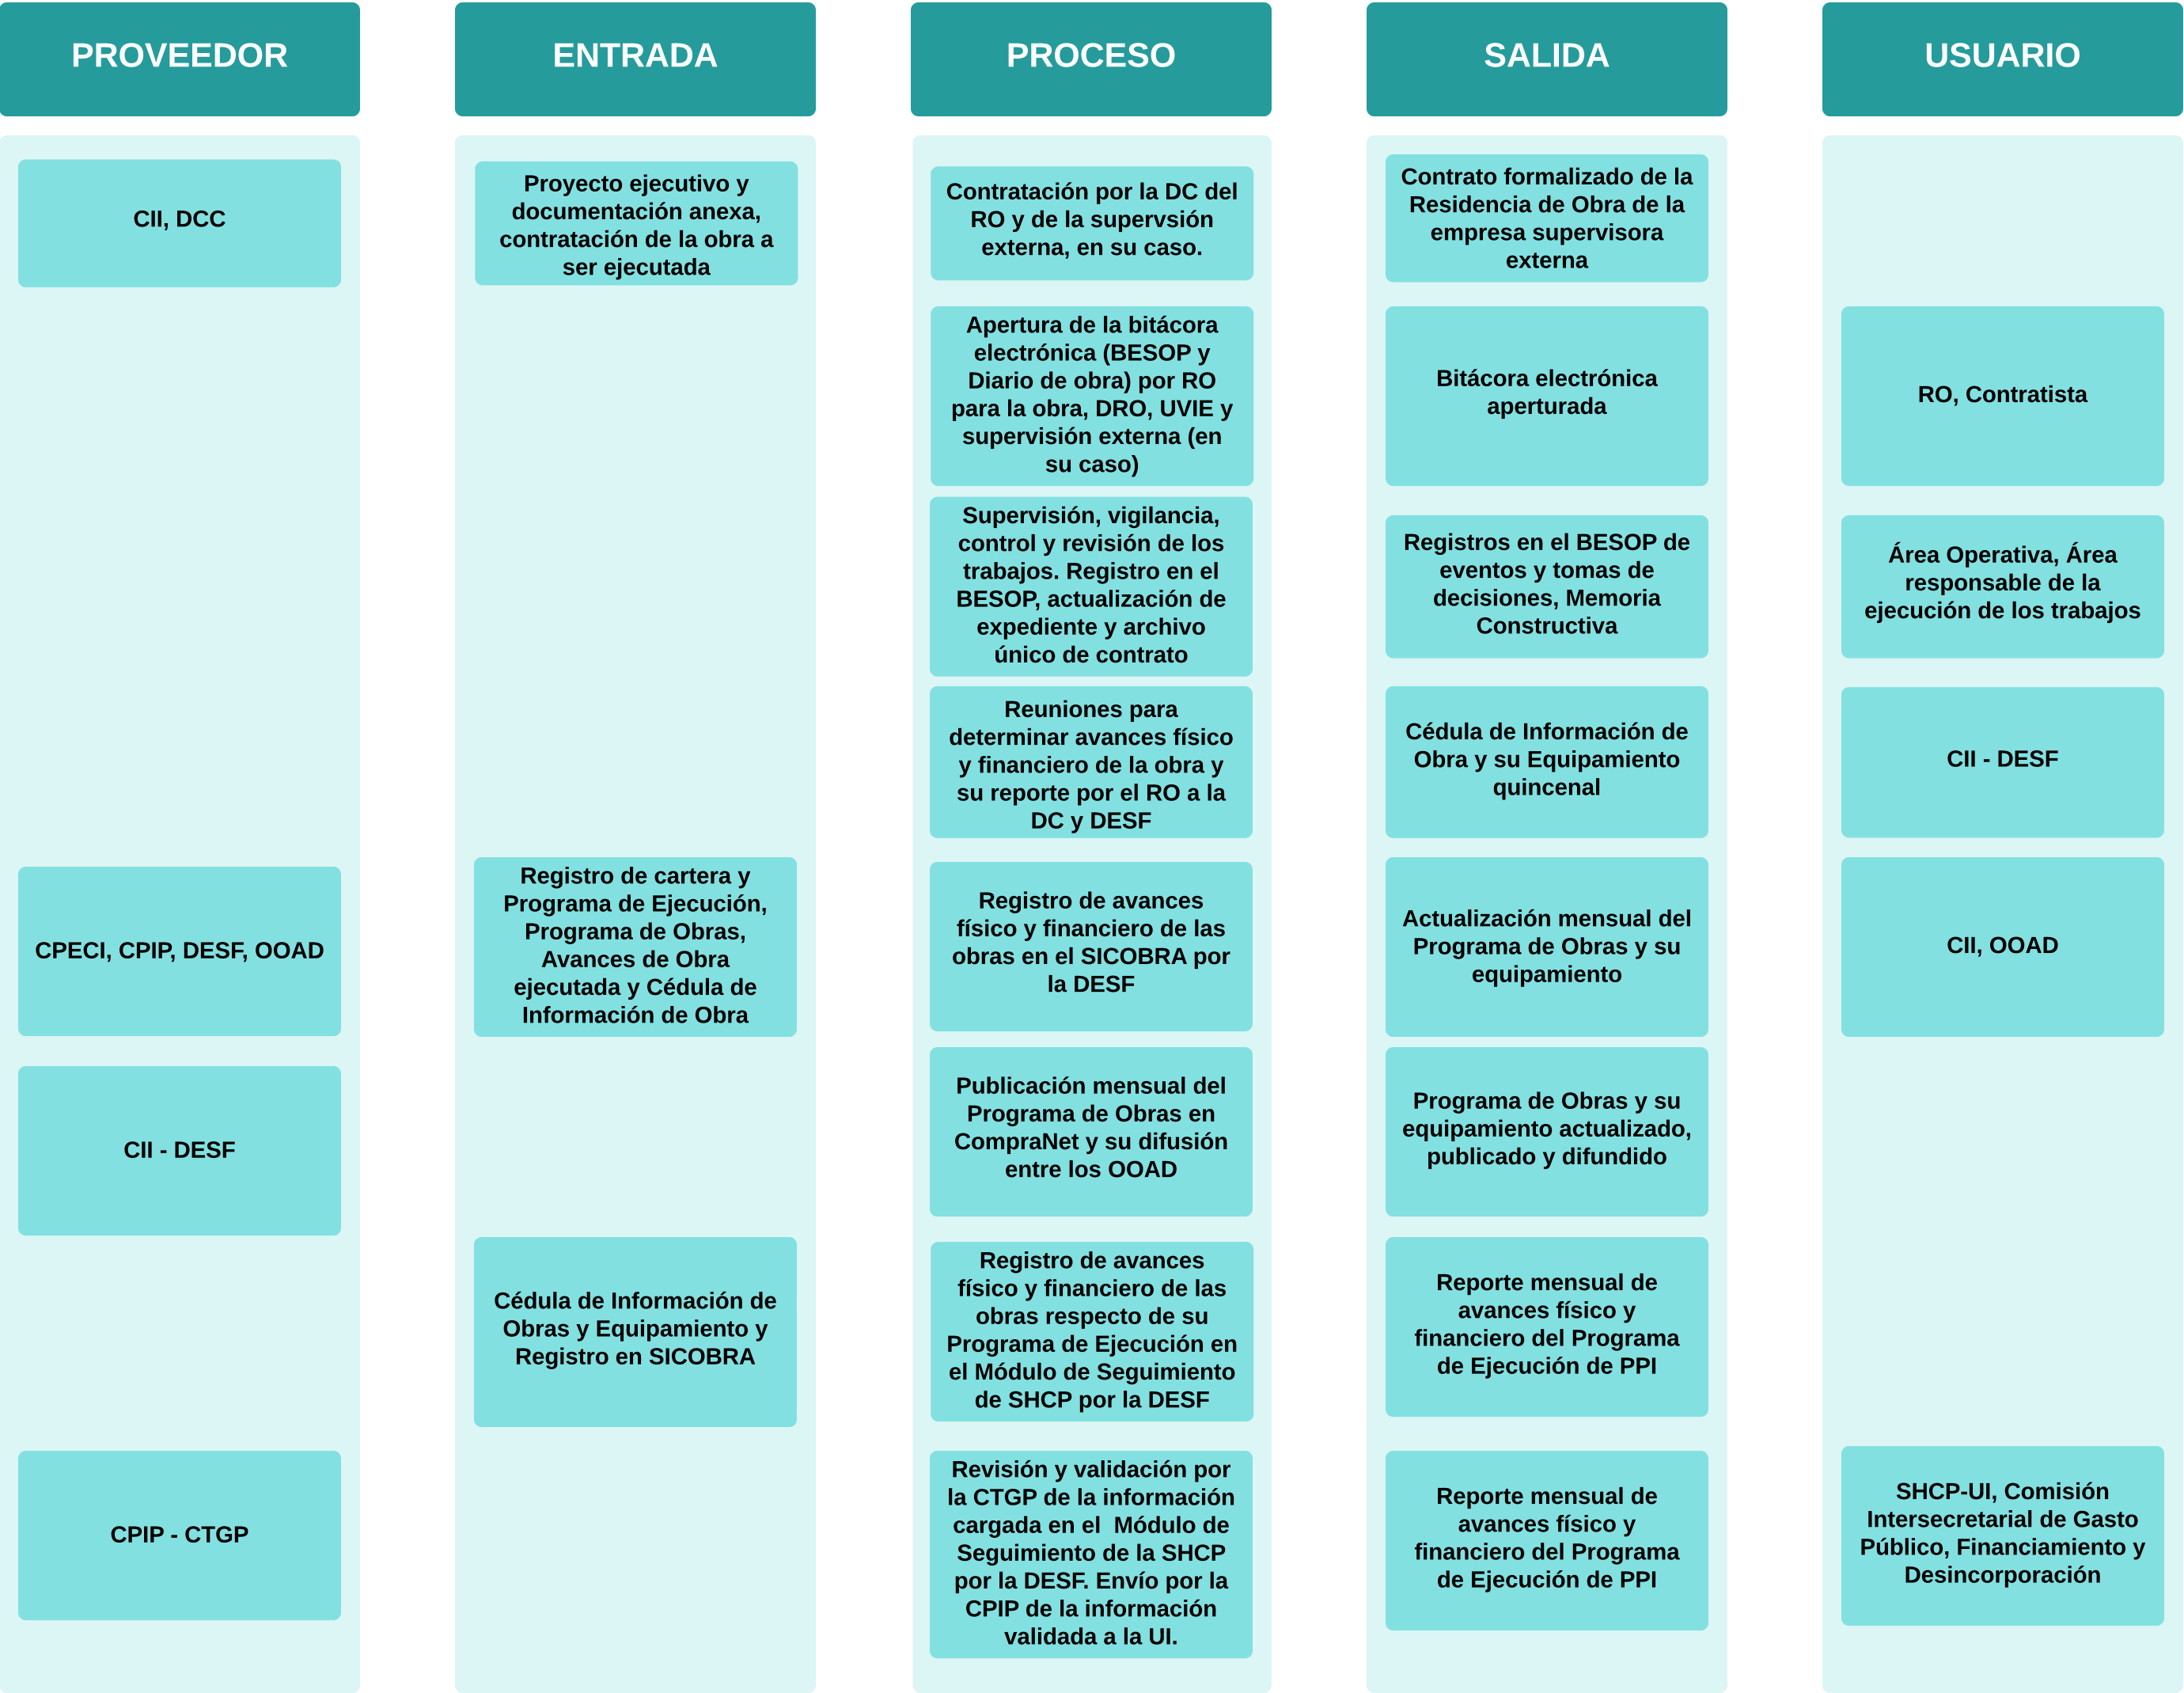 PROVEEDOR
ENTRADA
PROCESO
SALIDA
USUARIO
CII, DCC
Proyecto ejecutivo y
documentación anexa,
contratación de la obra a
ser ejecutada
Contratación por la DC del
RO y de la supervsión
externa, en su caso.
Contrato formalizado de la
Residencia de Obra de la
empresa supervisora
externa
Apertura de la bitácora
electrónica (BESOP y
Diario de obra) por RO
para la obra, DRO, UVIE y
supervisión externa (en
su caso)
Bitácora electrónica
aperturada
RO, Contratista
Supervisión, vigilancia,
control y revisión de los
trabajos. Registro en el
BESOP, actualización de
expediente y archivo
único de contrato
Registros en el BESOP de
eventos y tomas de
decisiones, Memoria
Constructiva
Área Operativa, Área
responsable de la
ejecución de los trabajos
Reuniones para
determinar avances físico
y financiero de la obra y
su reporte por el RO a la
DC y DESF
Cédula de Información de
Obra y su Equipamiento
quincenal
CII - DESF
CPECI, CPIP, DESF, OOAD
Registro de cartera y
Programa de Ejecución,
Programa de Obras,
Avances de Obra
ejecutada y Cédula de
Información de Obra
Registro de avances
físico y financiero de las
obras en el SICOBRA por
la DESF
Actualización mensual del
Programa de Obras y su
equipamiento
CII, OOAD
CII - DESF
Publicación mensual del
Programa de Obras en
CompraNet y su difusión
entre los OOAD
Programa de Obras y su
equipamiento actualizado,
publicado y difundido
Cédula de Información de
Obras y Equipamiento y
Registro en SICOBRA
Registro de avances
físico y financiero de las
obras respecto de su
Programa de Ejecución en
el Módulo de Seguimiento
de SHCP por la DESF
Reporte mensual de
avances físico y
financiero del Programa
de Ejecución de PPI
CPIP - CTGP
Revisión y validación por
la CTGP de la información
cargada en el  Módulo de
Seguimiento de la SHCP
por la DESF. Envío por la
CPIP de la información
validada a la UI.
Reporte mensual de
avances físico y
financiero del Programa
de Ejecución de PPI
SHCP-UI, Comisión
Intersecretarial de Gasto
Público, Financiamiento y
Desincorporación